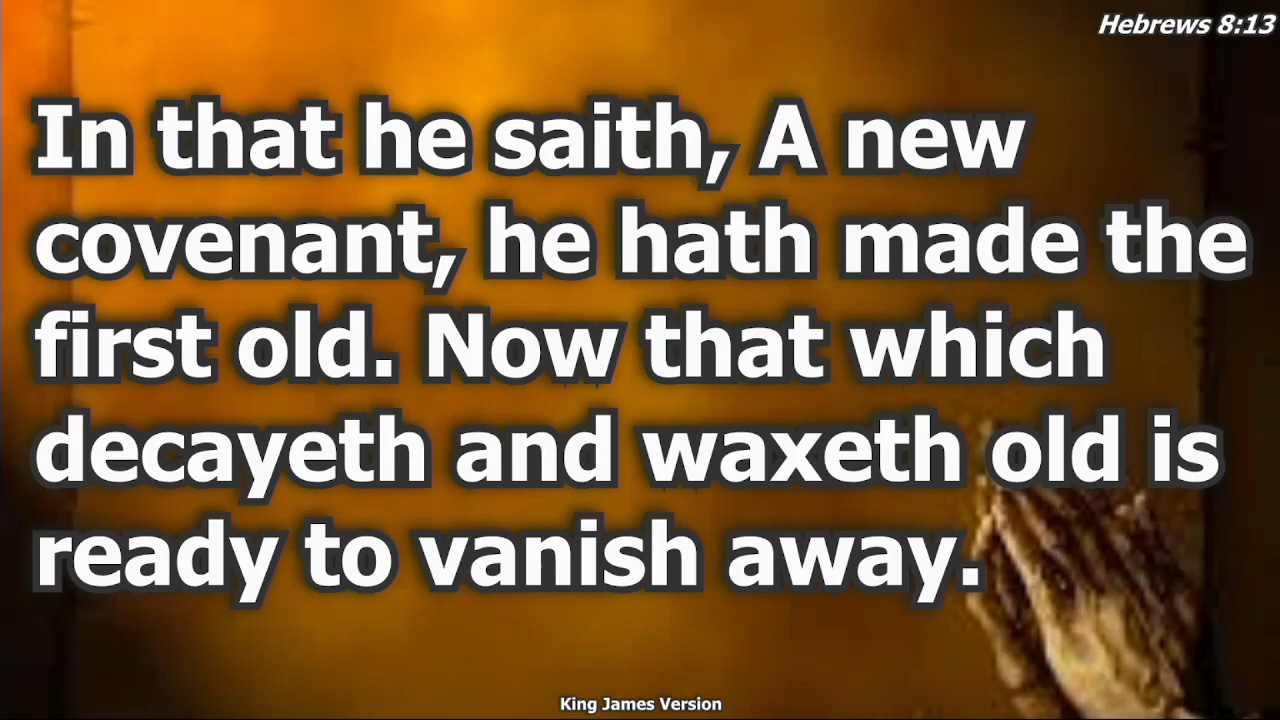 Hebrews 8:13
In that he saith, A new
covenant, he hath made the
first old. Now that which
decayeth and waxeth old is
ready to vanish away.
King James Version